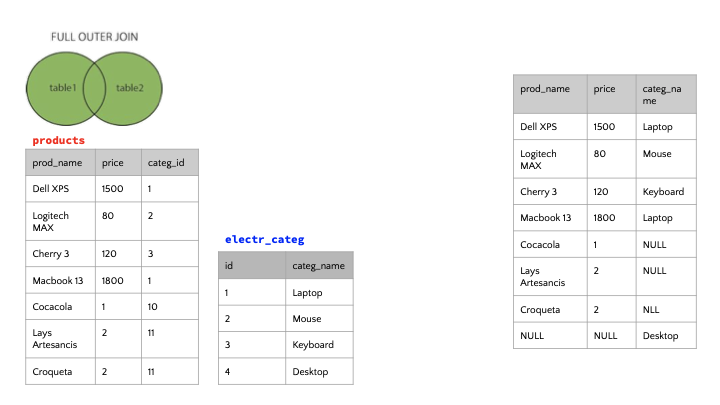 FULL OUTER JOIN
table1 table2
products
prod_name price categ_id
Dell XPS 1500 1
Logitech 80 2
MAX
Cherry 3 120 3
Macbook 13 1800 1
Cocacola 1 10
Lays 2 11
Artesancis
Croqueta 2 11
electr_categ
id categ_name
1 Laptop
2 Mouse
3 Keyboard
4 Desktop
prod_name price categ_na
me
Dell XPS 1500 Laptop
Logitech 80 Mouse
MAX
Cherry 3 120 Keyboard
Macbook 13 1800 Laptop
Cocacola 1 NULL
Lays 2 NULL
Artesancis
Croqueta 2 NLL
NULL NULL Desktop